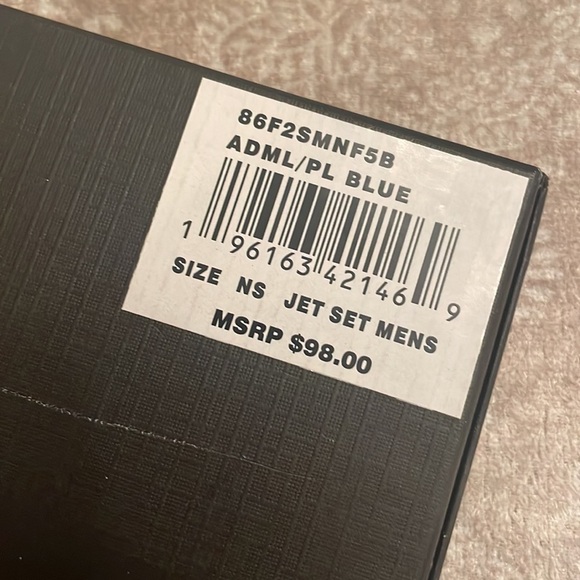 86F2SMNF5B
ADML/PL BLUE
1 96163 42146 9
SIZE NS JET SET MENS
MSRP $98.00